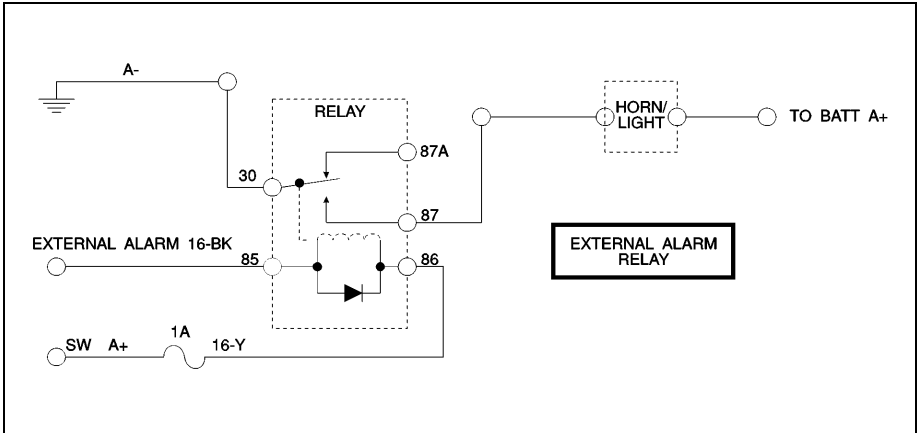 A-
RELAY
HORN/
LIGHT
TO BATT A+
87A
30
87
EXTERNAL ALARM 16-BK
85
86
EXTERNAL ALARM
RELAY
1A
SW A+
16-Y